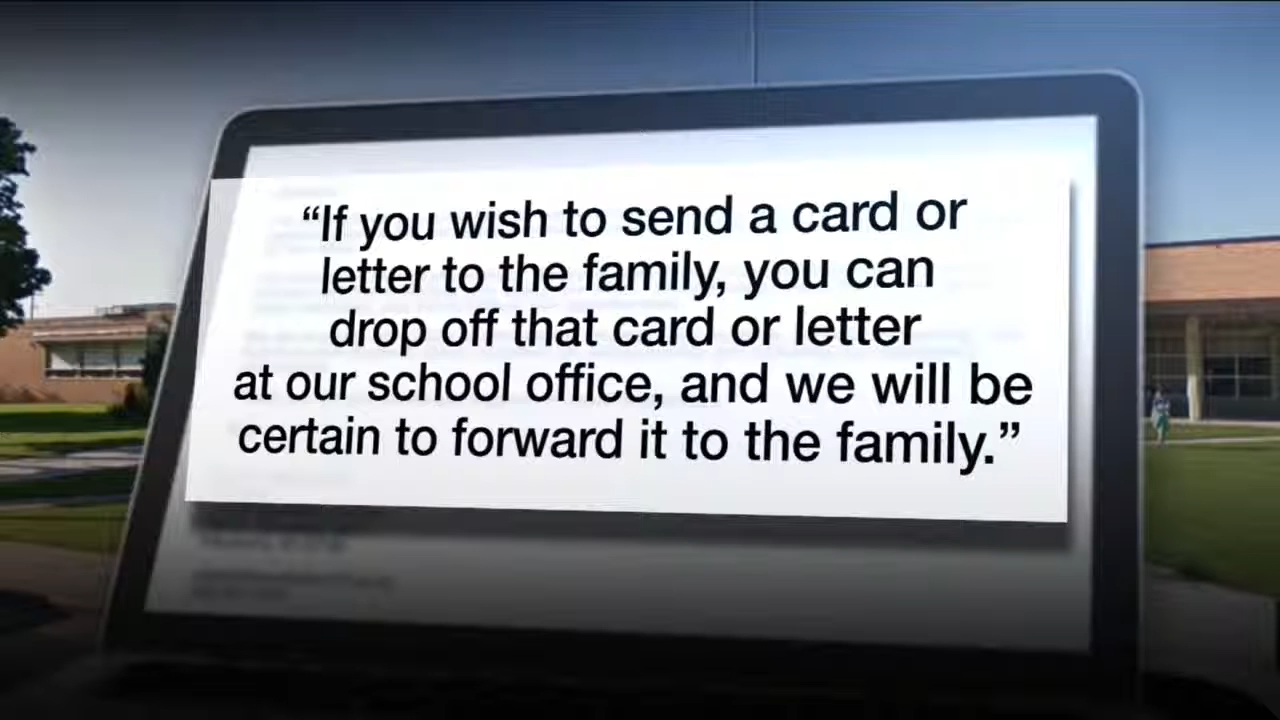 “If you wish to send a card or
letter to the family, you can
drop off that card or letter
at our school office, and we will be
certain to forward it to the family.”